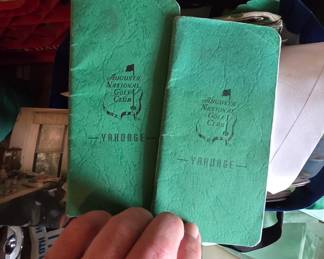 AUGUSTA
NATIONAL
GOLF
CLUB
— YARDAGE —
AUGUSTA
NATIONAL
GOLF
CLUB
— YARDAGE —